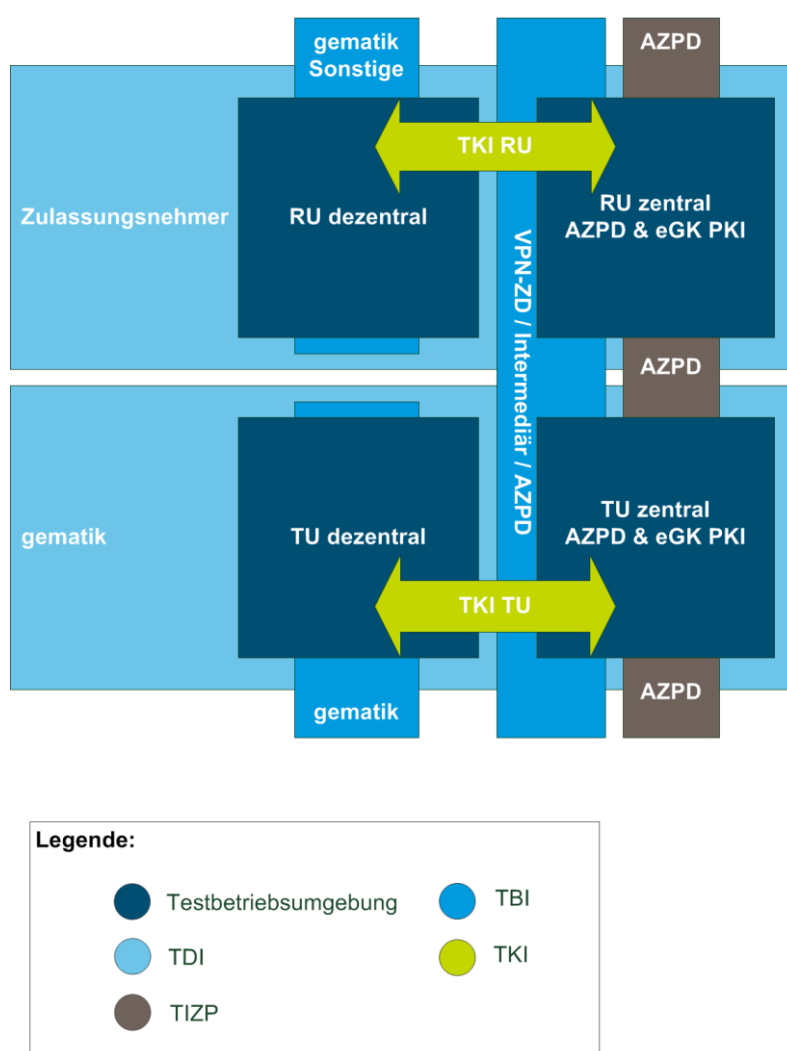 gematik
Sonstige
AZPD
TKI RU
Zulassungsnehmer
RU dezentral
RU zentral
AZPD & eGK PKI
VPN-ZD / Intermediär / AZPD
AZPD
gematik
TU dezentral
TU zentral
AZPD & eGK PKI
TKI TU
gematik
AZPD
Legende:
Testbetriebsumgebung
TBI
TDI
TKI
TIZP